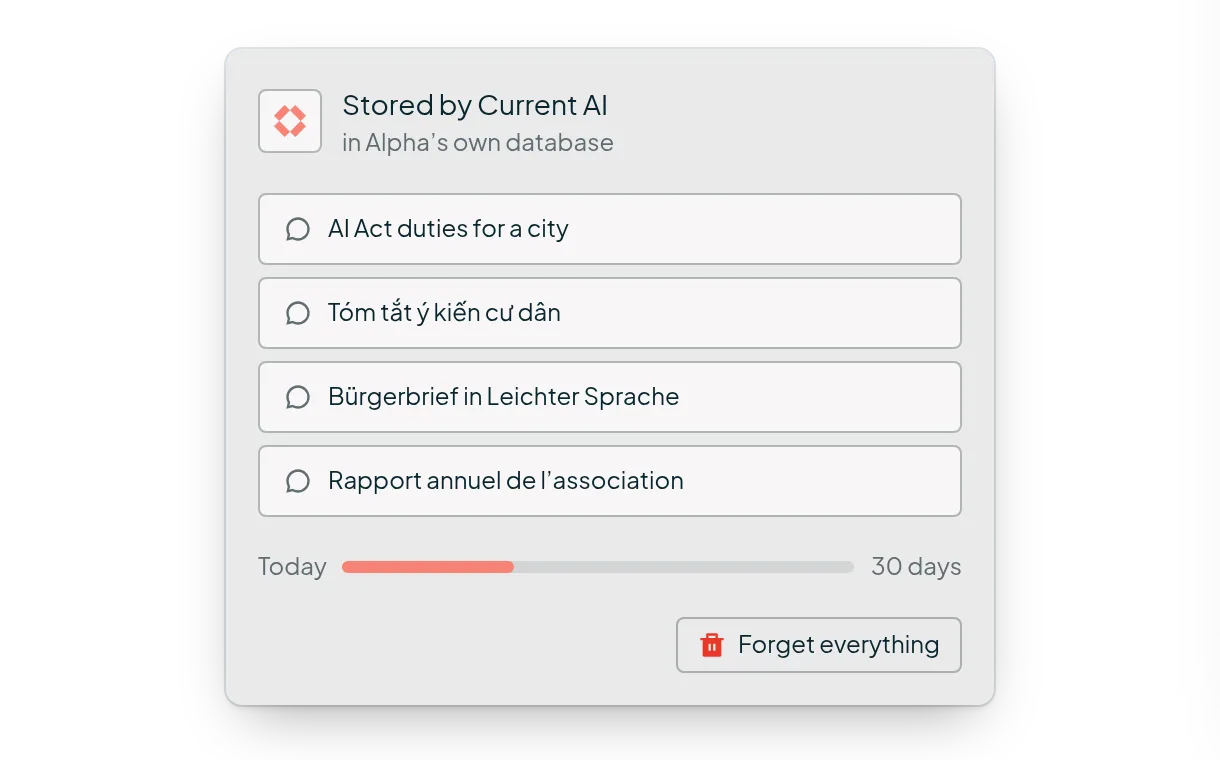 Stored by Current AI
in Alpha’s own database
AI Act duties for a city
Tóm tắt ý kiến cư dân
Bürgerbrief in Leichter Sprache
Rapport annuel de l’association
Today
30 days
Forget everything